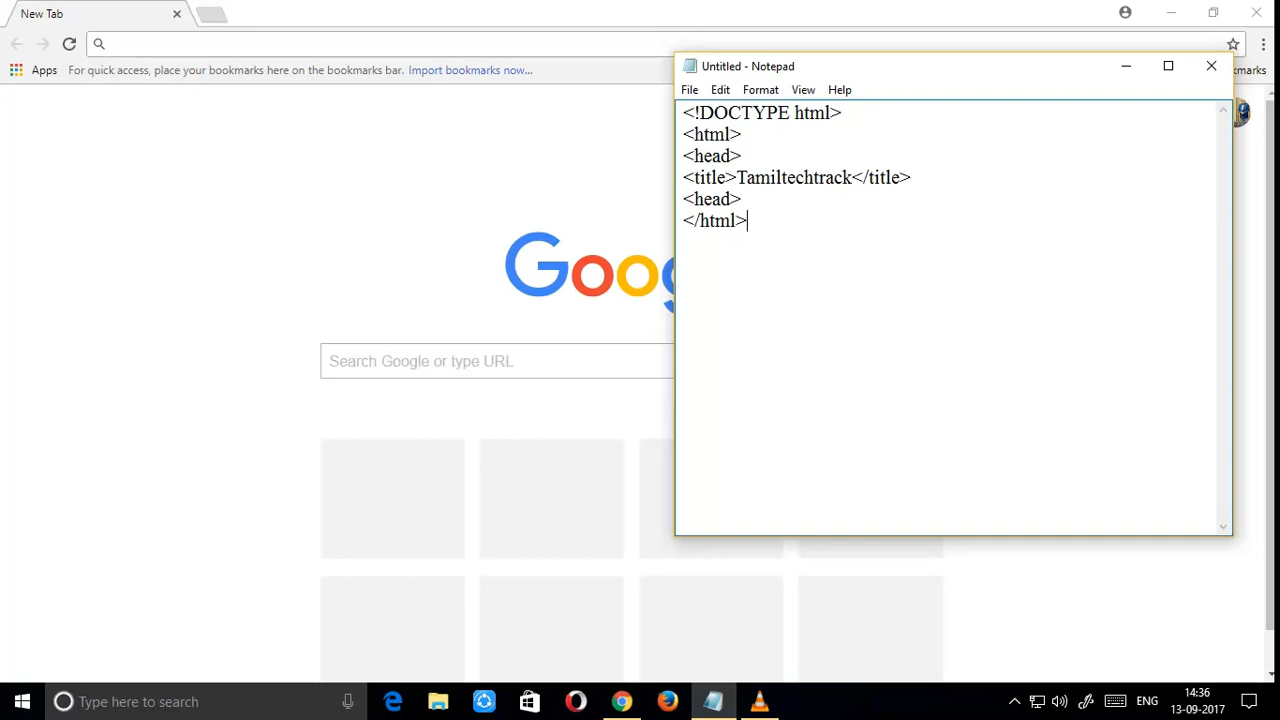 New Tab
Apps For quick access, place your bookmarks here on the bookmarks bar. Import bookmarks now...
Untitled - Notepad
File Edit Format View Help
<!DOCTYPE html>
<html>
<head>
<title>Tamiltechtrack</title>
<head>
</html>
Search Google or type URL
Type here to search
ENG
14:36
13-09-2017